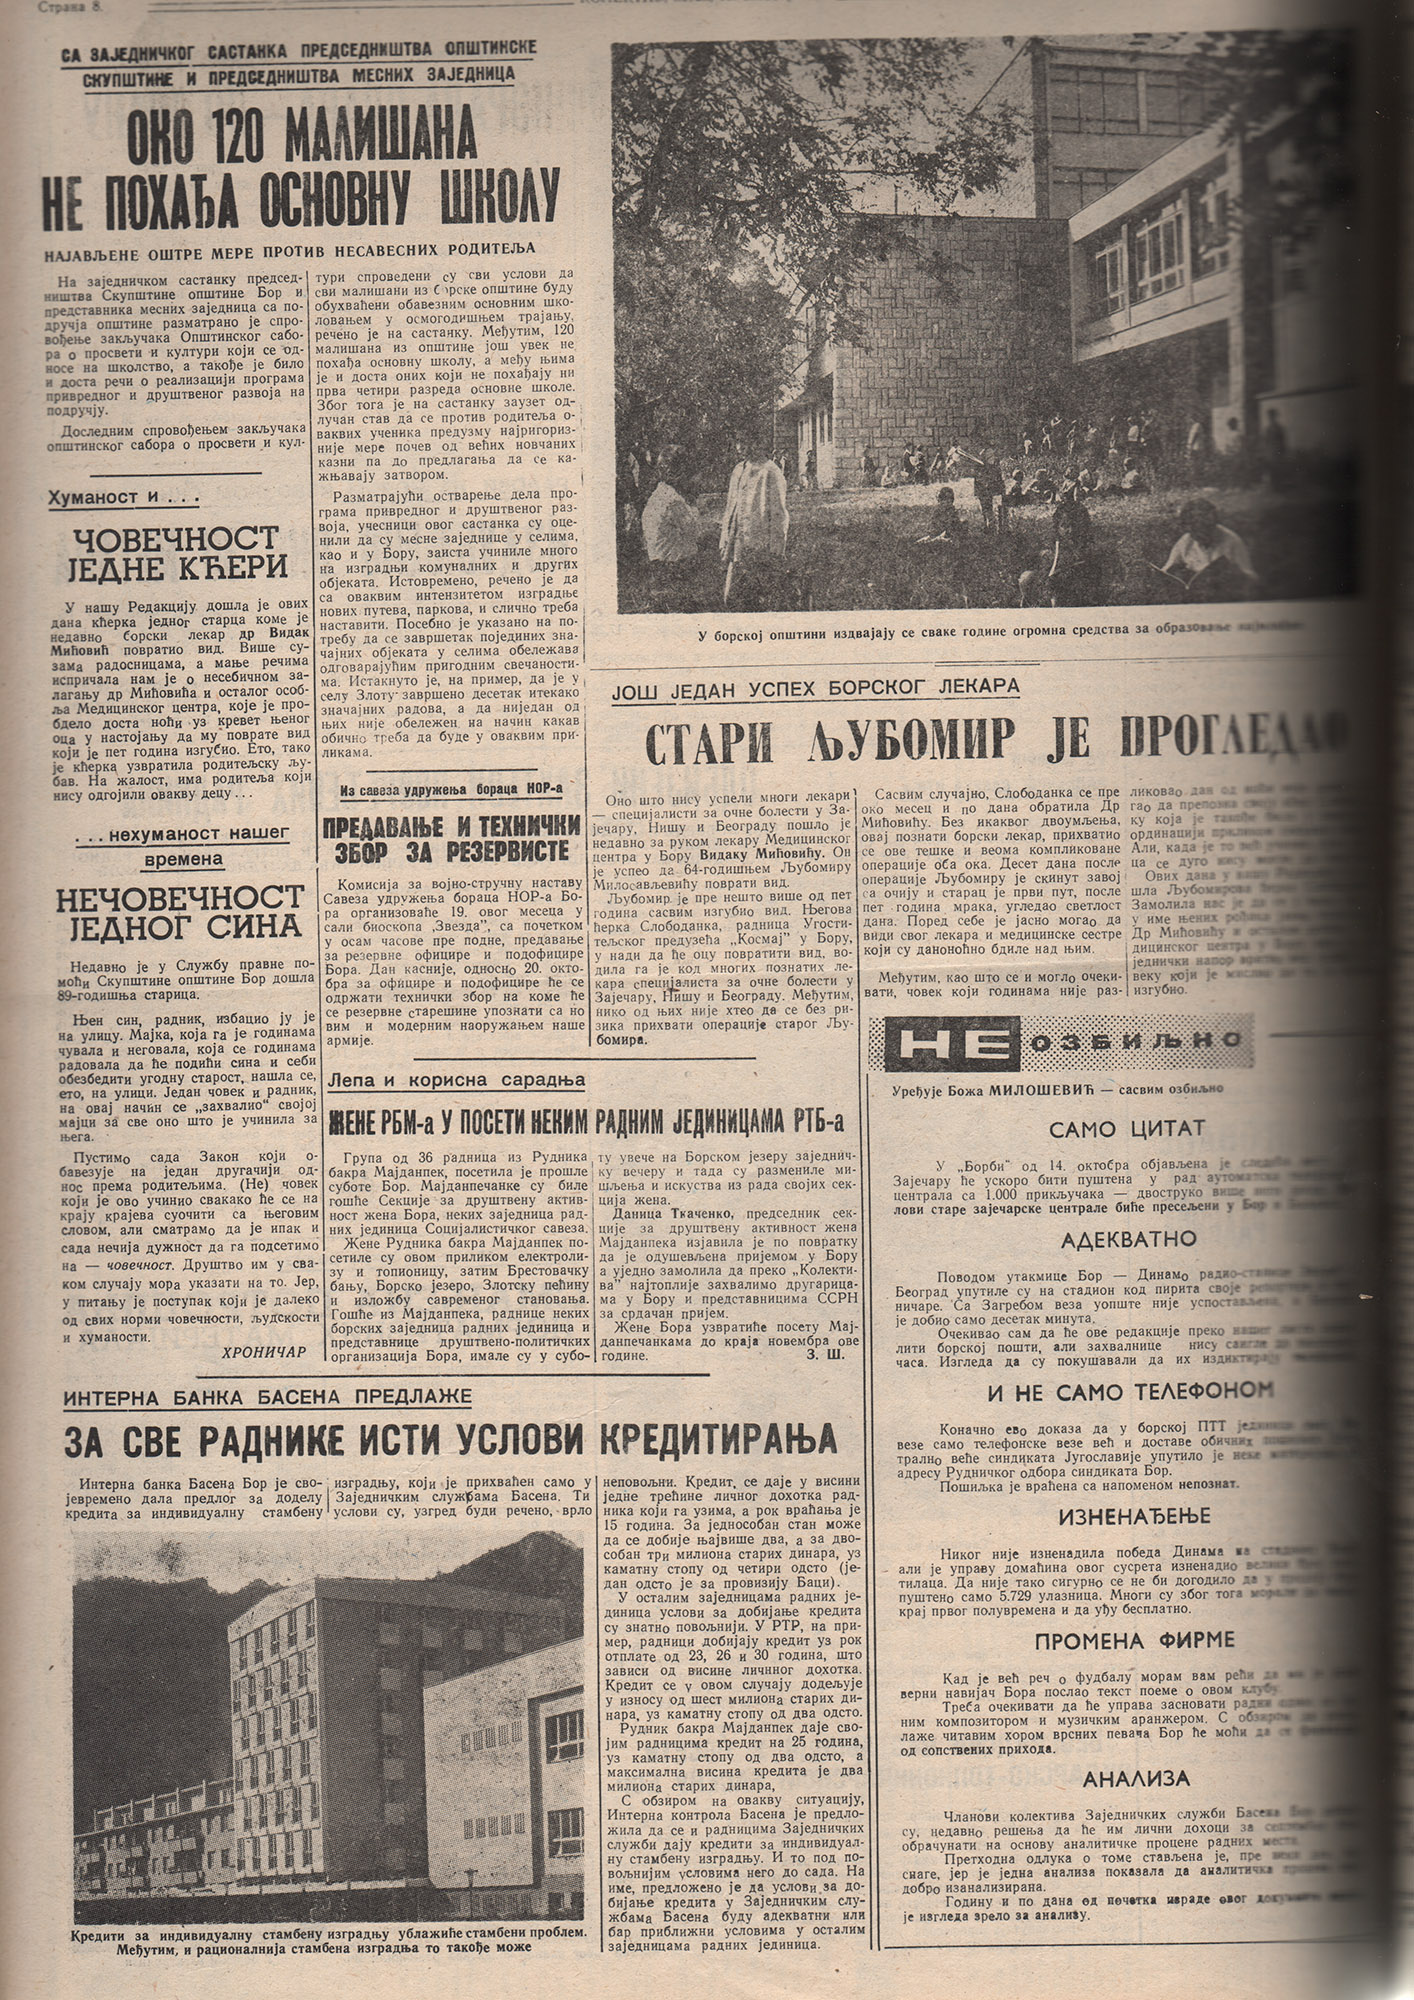 Страна 8.
СА ЗАЈЕДНИЧКОГ САСТАНКА ПРЕДСЕДНИШТВА ОПШТИНСКЕ
СКУПШТИНЕ И ПРЕДСЕДНИШТВА МЕСНИХ ЗАЈЕДНИЦА
ОКО 120 МАЛИШАНА
НЕ ПОХАЂА ОСНОВНУ ШКОЛУ
НАЈАВЉЕНЕ ОШТРЕ МЕРЕ ПРОТИВ НЕСАВЕСНИХ РОДИТЕЉА
На заједничком састанку председ-
ништва Скупштине општине Бор и
представника месних заједница са по-
дручја општине разматрано је спро-
вођење закључака Општинског сабо-
ра о просвети и култури који се од-
носе на школство, а такође је било
и доста речи о реализацији програма
привредног и друштвеног развоја на
подручју.
Доследним спровођењем закључака
општинског сабора о просвети и кул-
тури спроведени су сви услови да
сви малишани из борске општине буду
обухваћени обавезним основним шко-
ловањем у осмогодишњем трајању,
речено је на састанку. Међутим, 120
малишана из општине још увек не
похађа основну школу, а међу њима
је и доста оних који не похађају ни
прва четири разреда основне школе.
Због тога је на састанку заузет од-
лучан став да се против родитеља о-
ваквих ученика предузму најригориз-
није мере почев од већих новчаних
казни па до предлагања да се ка-
жњавају затвором.
Разматрајући остварење дела про-
грама привредног и друштвеног раз-
воја, учесници овог састанка су оце-
нили да су месне заједнице у селима,
као и у Бору, заиста учиниле много
на изградњи комуналних и других
објеката. Истовремено, речено је да
са оваквим интензитетом изградње
нових путева, паркова, и слично треба
наставити. Посебно је указано на по-
требу да се завршетак појединих зна-
чајних објеката у селима обележава
одговарајућим пригодним свечаности-
ма. Истакнуто је, на пример, да је у
селу Злоту завршено десетак итекако
значајних радова, а да ниједан од
њих није обележен на начин какав
обично треба да буде у оваквим при-
ликама.
Хуманост и . . .
ЧОВЕЧНОСТ
ЈЕДНЕ КЋЕРИ
У нашу Редакцију дошла је ових
дана кћерка једног старца коме је
недавно борски лекар др Видак
Мићовић повратио вид. Више су-
зама радосницама, а мање речима
испричала нам је о несебичном за-
лагању др Мићовића и осталог особ-
ља Медицинског центра, које је про-
бдело доста ноћи уз кревет њеног
оца у настојању да му поврате вид
који је пет година изгубио. Ето, тако
је кћерка узвратила родитељску љу-
бав. На жалост, има родитеља који
нису одгојили овакву децу . . .
. . . нехуманост нашег
времена
НЕЧОВЕЧНОСТ
ЈЕДНОГ СИНА
Недавно је у Службу правне по-
моћи Скупштине општине Бор дошла
89-годишња старица.
Њен син, радник, избацио ју је
на улицу. Мајка, која га је годинама
чувала и неговала, која се годинама
радовала да ће подићи сина и себи
обезбедити угодну старост, нашла се,
ето, на улици. Један човек и радник,
на овај начин се „захвалио“ својој
мајци за све оно што је учинила за
њега.
Пустимо сада Закон који о-
бавезује на један другачији од-
нос према родитељима. (Не) човек
који је ово учинио свакако ће се на
крају крајева суочити са његовим
словом, али сматрамо да је ипак и
сада нечија дужност да га подсетимо
на — човечност. Друштво им у сва-
ком случају мора указати на то. Јер,
у питању је поступак који је далеко
од свих норми човечности, људскости
и хуманости.
ХРОНИЧАР
Из савеза удружења бораца НОР-а
ПРЕДАВАЊЕ И ТЕХНИЧКИ
ЗБОР ЗА РЕЗЕРВИСТЕ
Комисија за војно-стручну наставу
Савеза удружења бораца НОР-а Бо-
ра организоваће 19. овог месеца у
сали биоскопа „Звезда“, са почетком
у осам часове пре подне, предавање
за резервне официре и подофицире
Бора. Дан касније, односно 20. окто-
бра за официре и подофицире ће се
одржати технички збор на коме ће
се резервне старешине упознати са но
вим и модерним наоружањем наше
армије.
У борској општини издвајају се сваке године огромна средства за образовање
ЈОШ ЈЕДАН УСПЕХ БОРСКОГ ЛЕКАРА
СТАРИ ЉУБОМИР ЈЕ ПРОГЛЕДАО
Оно што нису успели многи лекари
— специјалисти за очне болести у За-
јечару, Нишу и Београду пошло је
недавно за руком лекару Медицинског
центра у Бору Видаку Мићовићу. Он
је успео да 64-годишњем Љубомиру
Милосављевићу поврати вид.
Љубомир је пре нешто више од пет
година сасвим изгубио вид. Његова
ћерка Слободанка, радница Угости-
тељског предузећа „Космај“ у Бору,
у нади да ће оцу повратити вид, во-
дила га је код многих познатих ле-
кара специјалиста за очне болести у
Зајечару, Нишу и Београду. Међутим,
нико од њих није хтео да се без ри-
зика прихвати операције старог Љу-
бомира.
Сасвим случајно, Слободанка се пре
око месец и по дана обратила Др
Мићовићу. Без икаквог двоумљења,
овај познати борски лекар, прихватио
се ове тешке и веома компликоване
операције оба ока. Десет дана после
операције Љубомиру је скинут завој
са очију и старац је први пут, после
пет година мрака, угледао светлост
дана. Поред себе је јасно могао да
види свог лекара и медицинске сестре
који су даноноћно бдиле над њим.
Међутим, као што се и могло очеки-
вати, човек који годинама није раз-
ликовао дан од
гао да препозна
ку која је
ординацији
Али, када је то
ца се дуго
Ових дана у
шла Љубомирова
Замолила нас је да
у име њених
Др Мићовићу и
дицинског центра у
јединици напор
веку који је
изгубио.
Лепа и корисна сарадња
ЖЕНЕ РБМ-а У ПОСЕТИ НЕКИМ РАДНИМ ЈЕДИНИЦАМА РТБ-а
Група од 36 радница из Рудника
бакра Мајданпек, посетила је прошле
суботе Бор. Мајданпечанке су биле
гошће Секције за друштвену актив-
ност жена Бора, неких заједница рад-
них јединица Социјалистичког савеза.
Жене Рудника бакра Мајданпек по-
сетиле су овом приликом електроли-
зу и топионицу, затим Брестовачку
бању, Борско језеро, Злотску пећину
и изложбу савременог становања.
Гошће из Мајданпека, раднице неких
борских заједница радних јединица и
представнице друштвено-политичких
организација Бора, имале су у субо-
ту увече на Борском језеру заједнич-
ку вечеру и тада су размениле ми-
шљења и искуства из рада својих сек-
ција жена.
Даница Ткаченко, председник сек-
ције за друштвену активност жена
Мајданпека изјавила је по повратку
да је одушевљена пријемом у Бору
а уједно замолила да преко „Колекти-
ва“ најтоплије захвалимо другарица-
ма у Бору и представницима ССРН
за срдачан пријем.
Жене Бора узвратиће посету Мај-
данпечанкама до краја новембра ове
године.
З. Ш.
ИНТЕРНА БАНКА БАСЕНА ПРЕДЛАЖЕ
ЗА СВЕ РАДНИКЕ ИСТИ УСЛОВИ КРЕДИТИРАЊА
Интерна банка Басена Бор је сво-
јевремено дала предлог за доделу
кредита за индивидуалну стамбену
изградњу, који је прихваћен само у
Заједничким службама Басена. Ти
услови су, узгред буди речено, врло
неповољни. Кредит, се даје у висини
једне трећине личног дохотка рад-
ника који га узима, а рок враћања је
15 година. За једнособан стан може
да се добије највише два, а за дво-
собан три милиона старих динара, уз
каматну стопу од четири одсто (је-
дан одсто је за провизију Баци).
У осталим заједницама радних је-
диница услови за добијање кредита
су знатно повољнији. У РТР, на при-
мер, радници добијају кредит уз рок
отплате од 23, 26 и 30 година, што
зависи од висине личнног дохотка.
Кредит се у овом случају додељује
у износу од шест милиона старих ди-
нара, уз каматну стопу од два одсто.
Рудник бакра Мајданпек даје сво-
јим радницима кредит на 25 година,
уз каматну стопу од два одсто, а
максимална висина кредита је два
милиона старих динара,
С обзиром на овакву ситуацију,
Интерна контрола Басена је предло-
жила да се и радницима Заједничких
служби дају кредити за индивидуал-
ну стамбену изградњу. И то под по-
вољнијим условима него до сада. На
име, предложено је да услови за до-
бијање кредита у Заједничким слу-
жбама Басена буду адекватни или
бар приближни условима у осталим
заједницама радних јединица.
Кредити за индивидуалну стамбену изградњу ублажиће стамбени проблем.
Међутим, и рационалнија стамбена изградња то такође може
НЕОЗБИЉНО
Уређује Божа МИЛОШЕВИЋ — сасвим озбиљно
САМО ЦИТАТ
У „Борби“ од 14. октобра објављена је
Зајечару ће ускоро бити пуштена у рад
централа са 1.000 прикључака — двоструко више
лови старе зајечарске централе биће пресељени у Бор и
АДЕКВАТНО
Поводом утакмице Бор — Динамо радио-станице
Београд упутиле су на стадион код пирита своје
ничаре. Са Загребом веза уопште није успостављена, а
је добио само десетак минута.
Очекивао сам да ће ове редакције преко
лити борској пошти, али захвалнице нису
часа. Изгледа да су покушавали да их
И НЕ САМО ТЕЛЕФОНОМ
Коначно ево доказа да у борској ПТТ
везе само телефонске везе већ и доставе обичних
трално веће синдиката Југославије упутило је неке
адресу Рудничког одбора синдиката Бор.
Пошиљка је враћена са напоменом непознат.
ИЗНЕНАЂЕЊЕ
Никог није изненадила победа Динама на
али је управу домаћина овог сусрета изненадио велики
тилаца. Да није тако сигурно се не би догодило да у
пуштено само 5.729 улазница. Многи су због тога морали
крај првог полувремена и да уђу бесплатно.
ПРОМЕНА ФИРМЕ
Кад је већ реч о фудбалу морам вам рећи да
верни навијач Бора послао текст поеме о овом клубу.
Треба очекивати да ће управа засновати радни
ним композитором и музичким аранжером. С обзиром да
лаже читавим хором врсних певача Бор ће моћи да се
од сопствених прихода.
АНАЛИЗА
Чланови колектива Заједничких служби Басена Бор
су, недавно решења да ће им лични дохоци за
обрачунати на основу аналитичке процене радних места.
Претходна одлука о томе стављена је, пре
снаге, јер је једна анализа показала да аналитичка
добро изанализирана.
Годину и по дана од почетка израде овог
је изгледа зрело за анализу.